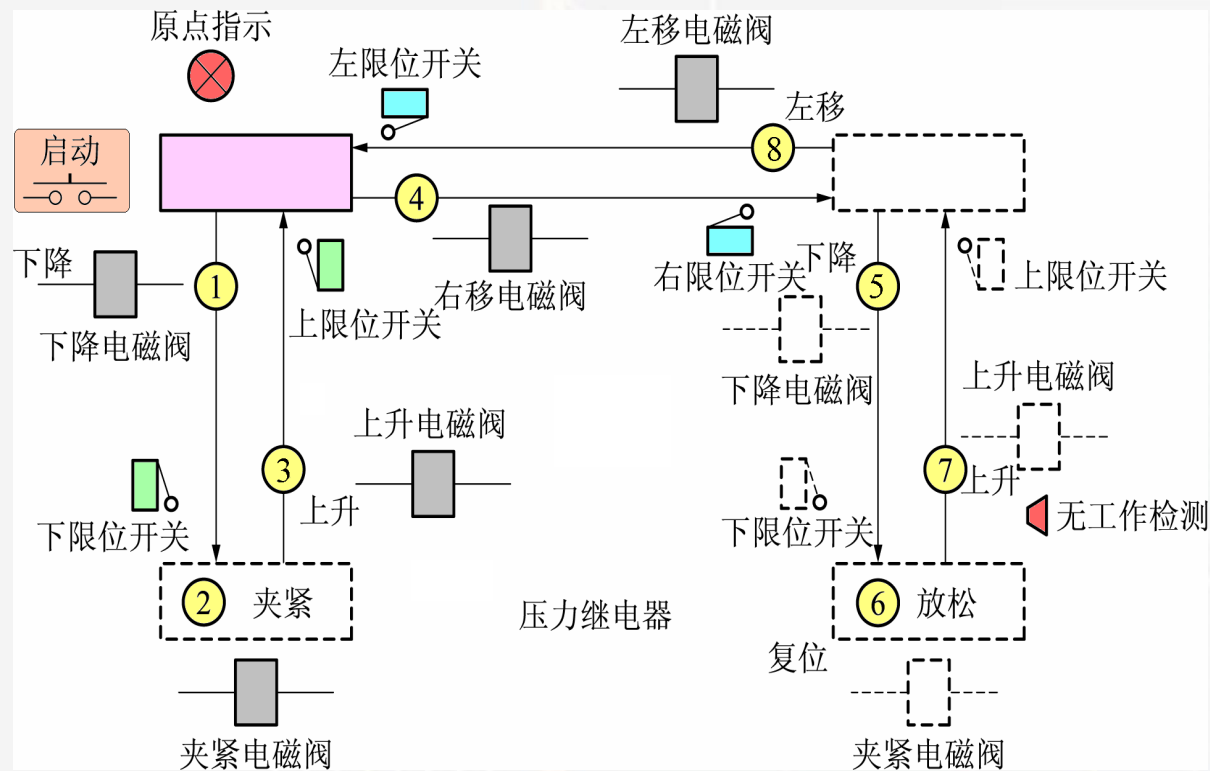 原点指示
左移电磁阀
左限位开关
左移
启动
8
4
下降
1
右移电磁阀
右限位开关
下降
5
上限位开关
上限位开关
下降电磁阀
下降电磁阀
上升电磁阀
上升电磁阀
3
7
上升
上升
下限位开关
下限位开关
无工作检测
2
夹紧
压力继电器
6
放松
复位
夹紧电磁阀
夹紧电磁阀